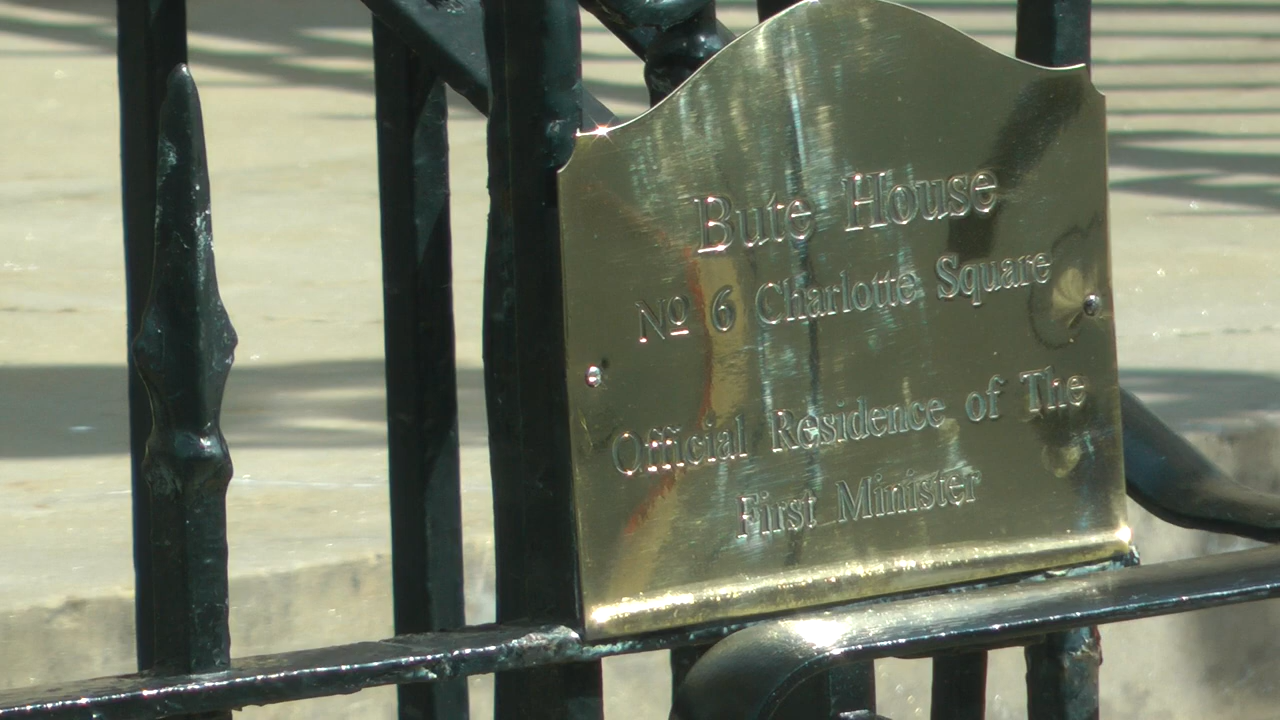 Bute House
Nº 6 Charlotte Square
Official Residence of The
First Minister